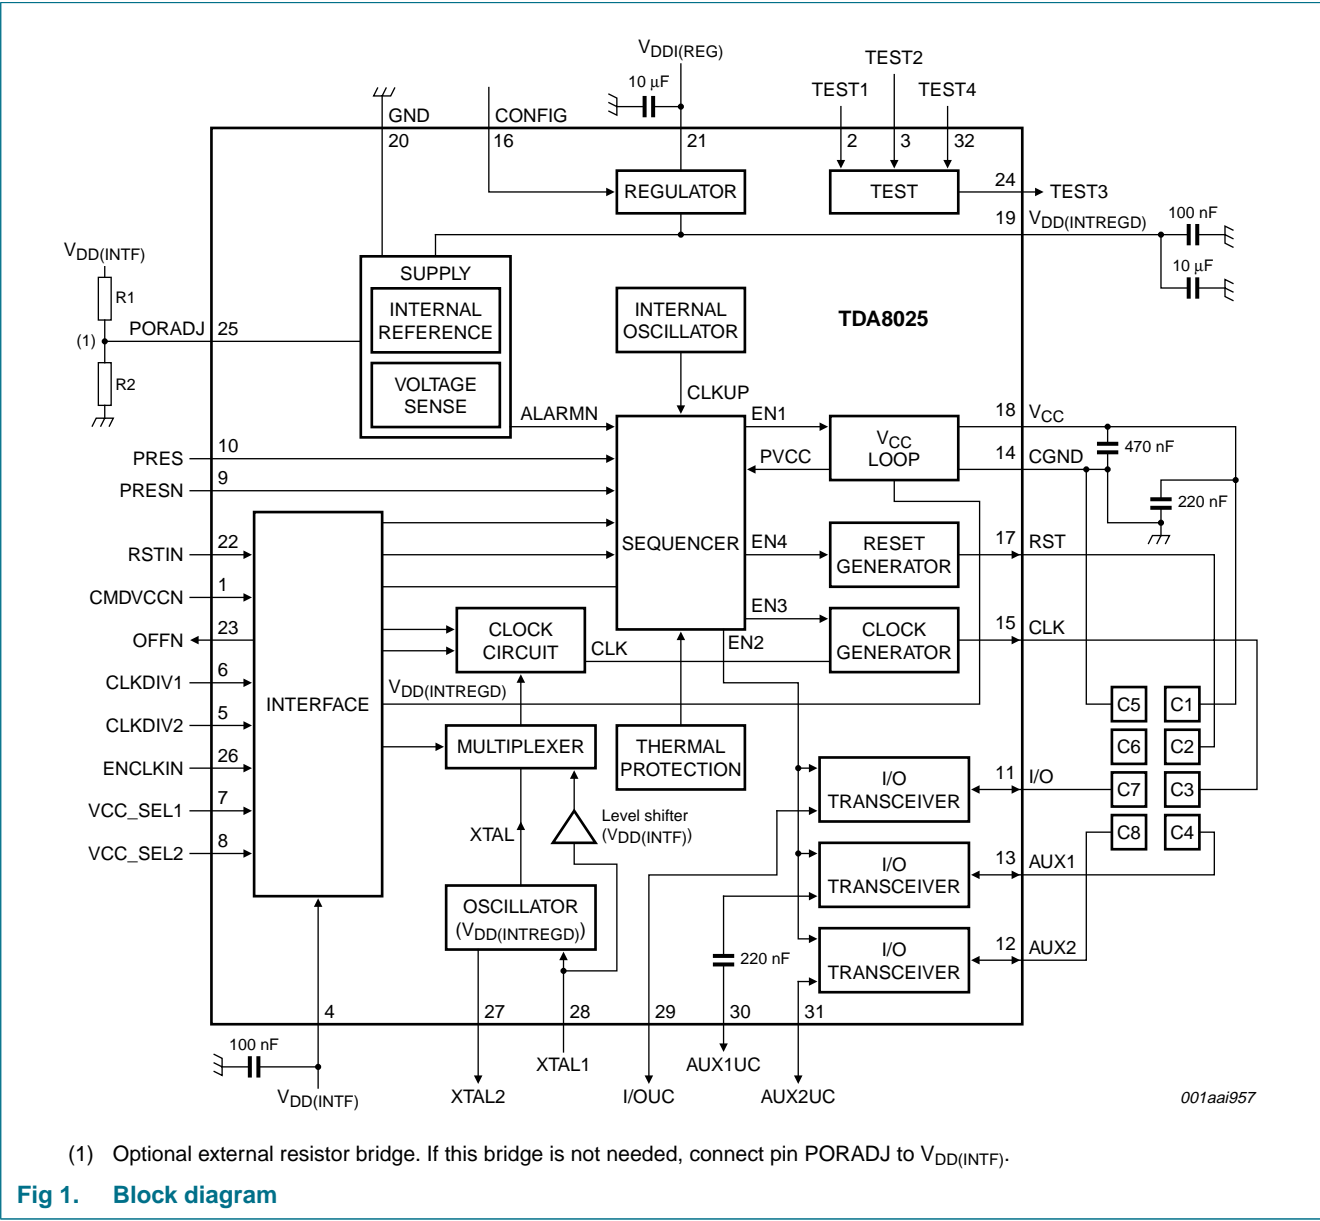 VDDI(REG)
10 μF
TEST2
TEST1
TEST4
GND
CONFIG
20
16
21
2
3
32
REGULATOR
TEST
24
TEST3
19
VDD(INTREGD)
100 nF
10 μF
VDD(INTF)
R1
PORADJ
25
(1)
R2
SUPPLY
INTERNAL
REFERENCE
VOLTAGE
SENSE
INTERNAL
OSCILLATOR
TDA8025
CLKUP
ALARMN
EN1
VCC
LOOP
PVCC
18
VCC
14
CGND
470 nF
220 nF
PRES
10
PRESN
9
SEQUENCER
EN4
RESET
GENERATOR
17
RST
RSTIN
22
CMDVCCN
1
OFFN
23
CLKDIV1
6
CLKDIV2
5
ENCLKIN
26
VCC_SEL1
7
VCC_SEL2
8
INTERFACE
CLOCK
CIRCUIT
CLK
EN3
EN2
CLOCK
GENERATOR
15
CLK
VDD(INTREGD)
MULTIPLEXER
THERMAL
PROTECTION
C5
C1
C6
C2
C7
C3
C8
C4
I/O
TRANSCEIVER
11
I/O
Level shifter
(VDD(INTF))
XTAL
I/O
TRANSCEIVER
13
AUX1
OSCILLATOR
(VDD(INTREGD))
220 nF
I/O
TRANSCEIVER
12
AUX2
4
27
28
29
30
31
100 nF
VDD(INTF)
XTAL2
XTAL1
I/OUC
AUX1UC
AUX2UC
001aai957
(1) Optional external resistor bridge. If this bridge is not needed, connect pin PORADJ to VDD(INTF).
Fig 1. Block diagram